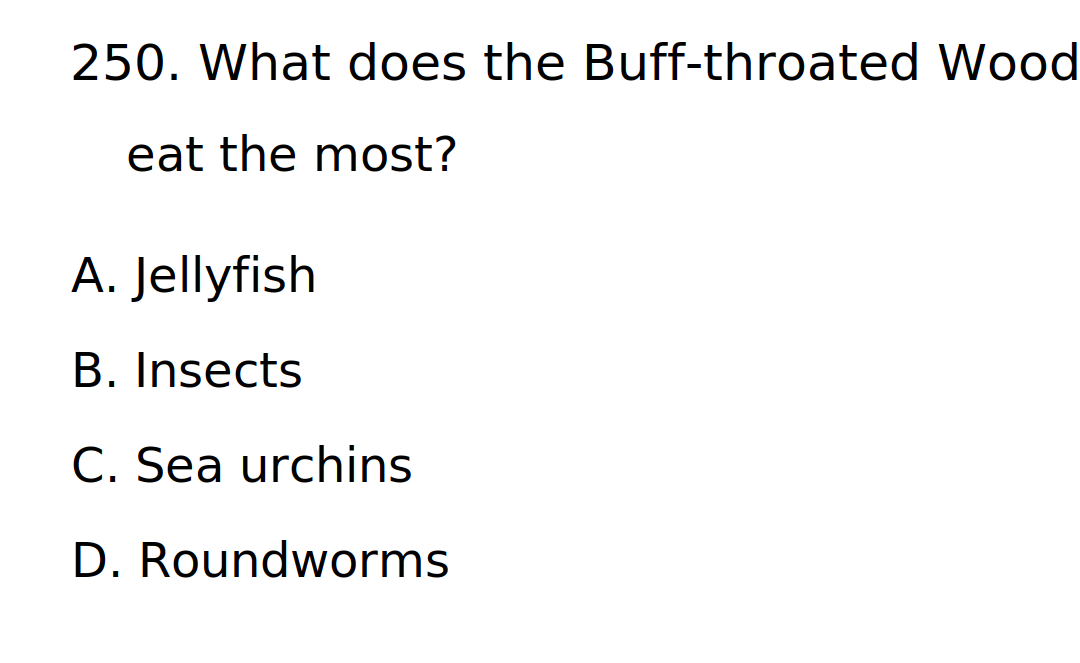 250. What does the Buff-throated Wood
eat the most?
A. Jellyfish
B. Insects
C. Sea urchins
D. Roundworms